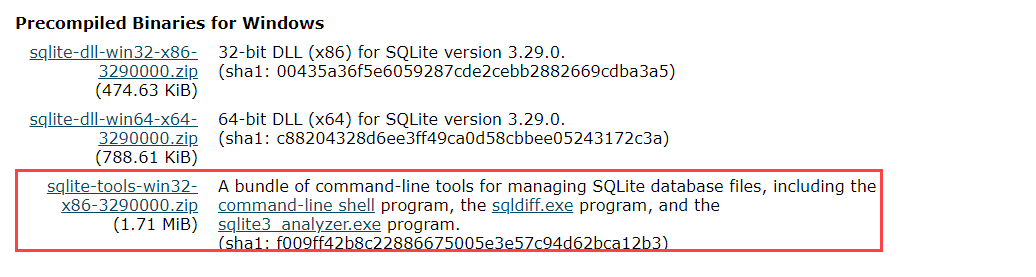 Precompiled Binaries for Windows
sqlite-dll-win32-x86- 32-bit DLL (x86) for SQLite version 3.29.0.
3290000.zip (sha1: 00435a36f5e6059287cde2cebb2882669cdba3a5)
(474.63 KiB)
sqlite-dll-win64-x64- 64-bit DLL (x64) for SQLite version 3.29.0.
3290000.zip (sha1: c88204328d6ee3ff49ca0d58cbbee05243172c3a)
(788.61 KiB)
sqlite-tools-win32- A bundle of command-line tools for managing SQLite database files, including the
x86-3290000.zip command-line shell program, the sqldiff.exe program, and the
(1.71 MiB) sqlite3_analyzer.exe program.
(sha1: f009ff42b8c22886675005e3e57c94d62bca12b3)